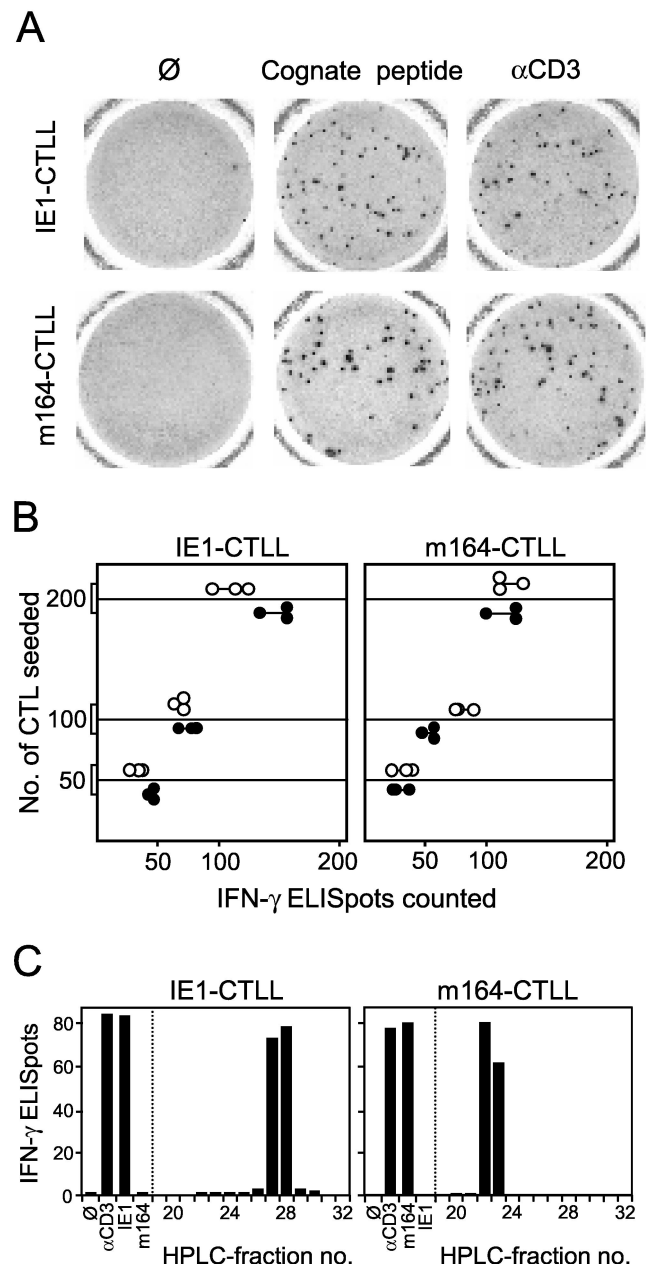 A
Ø Cognate peptide αCD3
IE1-CTLL
m164-CTLL
B
IE1-CTLL m164-CTLL
No. of CTL seeded
200
100
50
50 100 200 50 100 200
IFN-γ ELISpots counted
C
IE1-CTLL m164-CTLL
IFN-γ ELISpots
80
60
40
20
0
Ø αCD3 IE1 m164 20 24 28 32 Ø αCD3 m164 IE1 20 24 28 32
HPLC-fraction no. HPLC-fraction no.